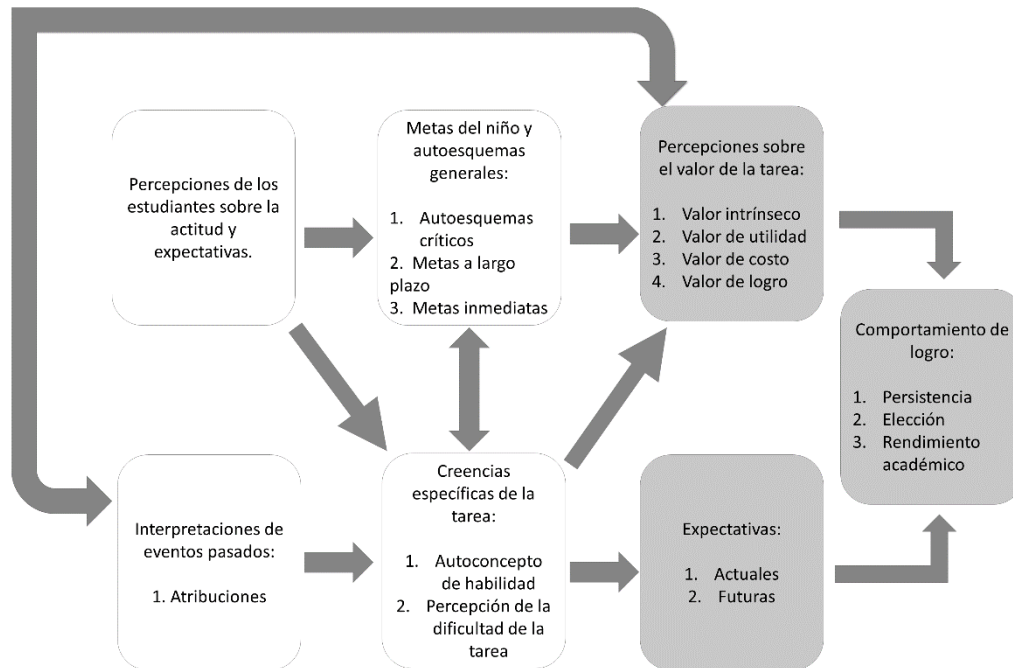 Percepciones de los
estudiantes sobre la
actitud y
expectativas.
Metas del niño y
autoesquemas
generales:
1. Autoesquemas
críticos
2. Metas a largo
plazo
3. Metas inmediatas
Percepciones sobre
el valor de la tarea:
1. Valor intrínseco
2. Valor de utilidad
3. Valor de costo
4. Valor de logro
Comportamiento de
logro:
1. Persistencia
2. Elección
3. Rendimiento
académico
Interpretaciones de
eventos pasados:
1. Atribuciones
Creencias
específicas de la
tarea:
1. Autoconcepto
de habilidad
2. Percepción de la
dificultad de la
tarea
Expectativas:
1. Actuales
2. Futuras